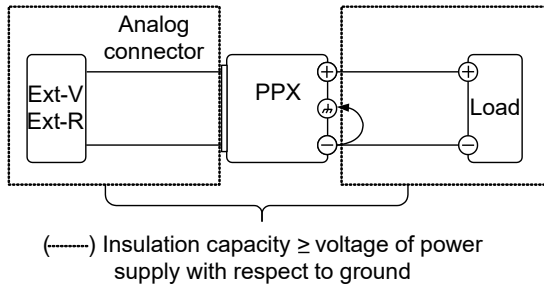 Analog
connector
Ext-V
Ext-R
PPX
Load
(--------) Insulation capacity ≥ voltage of power
supply with respect to ground